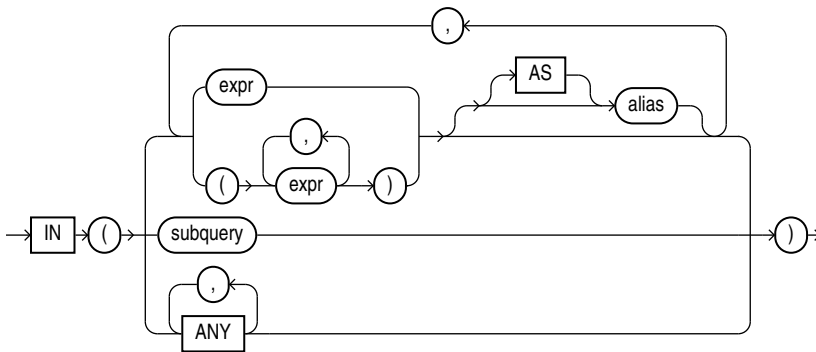 ,
AS
expr
alias
,
( expr )
IN ( subquery )
,
ANY